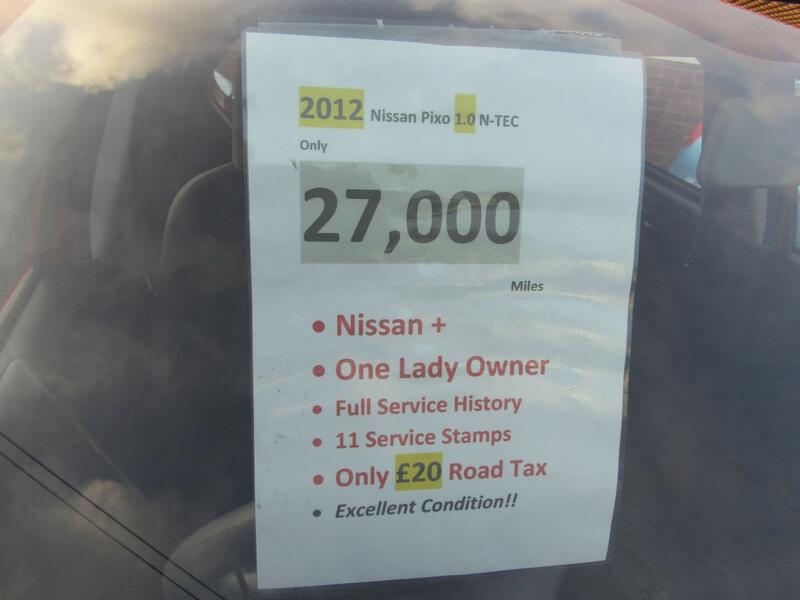 2012 Nissan Pixo 1.0 N-TEC
Only
27,000
Miles
• Nissan +
• One Lady Owner
• Full Service History
• 11 Service Stamps
• Only £20 Road Tax
• Excellent Condition!!